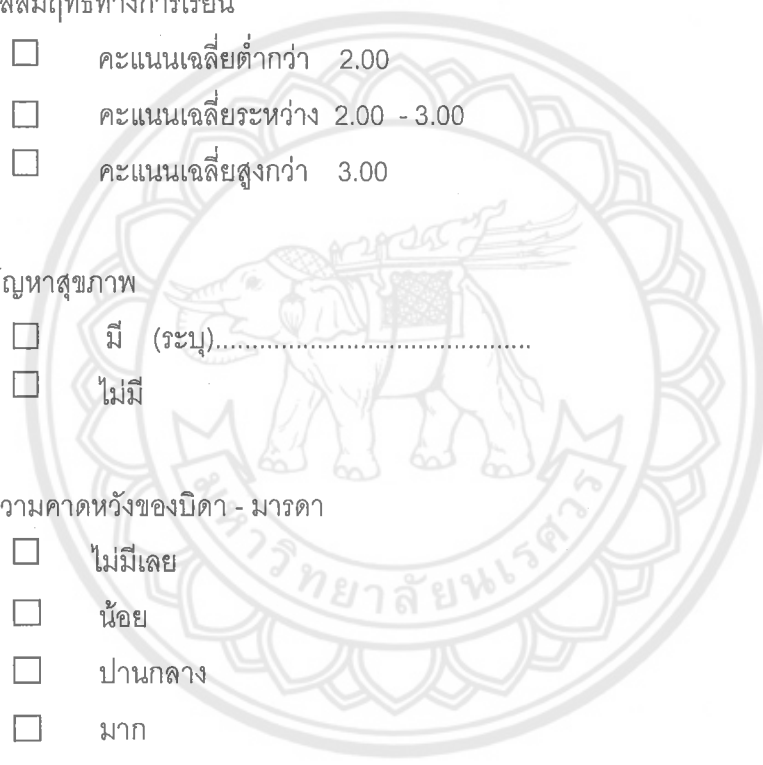 คะแนนเฉลี่ยต่ำกว่า 2.00
คะแนนเฉลี่ยระหว่าง 2.00 - 3.00
คะแนนเฉลี่ยสูงกว่า 3.00
ัญหาสุขภาพ
มี (ระบุ)..........................................
ไม่มี
วามคาดหวังของบิดา - มารดา
ไม่มีเลย
น้อย
ปานกลาง
มาก
มหาวิทยาลัยนเรศวร